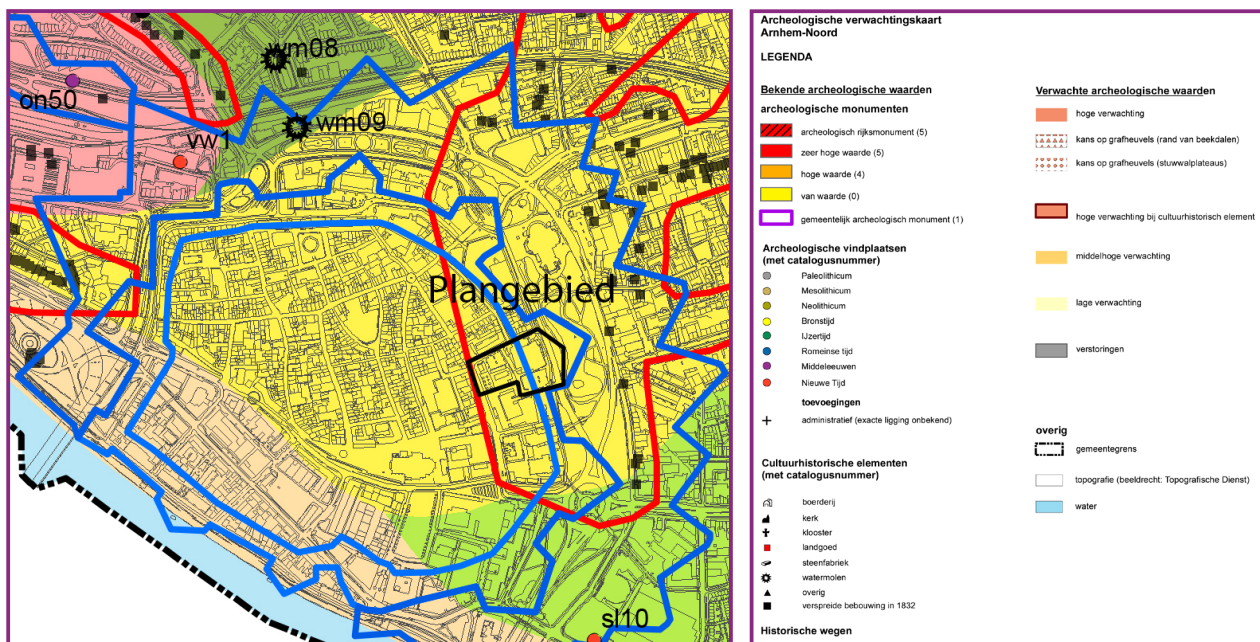 wm08
on50
vw1
wm09
Plangebied
sl10
Archeologische verwachtingskaart
Arnhem-Noord
LEGENDA
Bekende archeologische waarden
archeologische monumenten
archeologisch rijksmonument (5)
zeer hoge waarde (5)
hoge waarde (4)
van waarde (0)
gemeentelijk archeologisch monument (1)
Archeologische vindplaatsen
(met catalogusnummer)
Paleolithicum
Mesolithicum
Neolithicum
Bronstijd
IJzertijd
Romeinse tijd
Middeleeuwen
Nieuwe Tijd
toevoegingen
administratief (exacte ligging onbekend)
Cultuurhistorische elementen
(met catalogusnummer)
boerderij
kerk
klooster
landgoed
steenfabriek
watermolen
overig
verspreide bebouwing in 1832
Historische wegen
Verwachte archeologische waarden
hoge verwachting
kans op grafheuvels (rand van beekdalen)
kans op grafheuvels (stuwwalplateaus)
hoge verwachting bij cultuurhistorisch element
middelhoge verwachting
lage verwachting
verstoringen
overig
gemeentegrens
topografie (beeldrecht: Topografische Dienst)
water